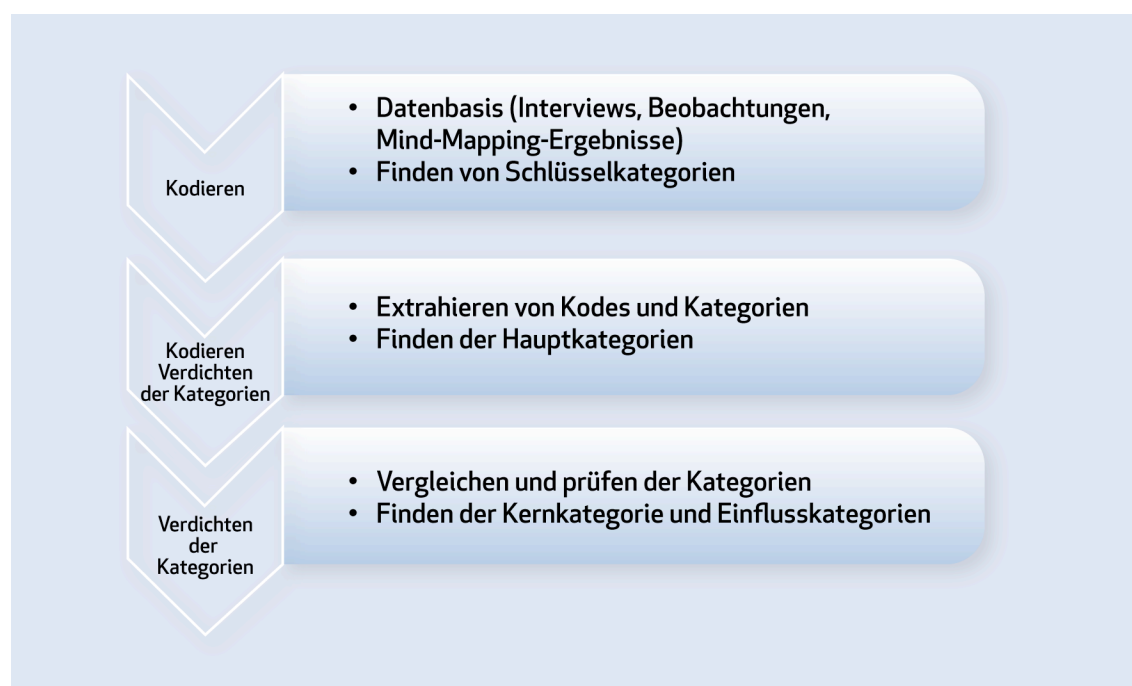 Kodieren
• Datenbasis (Interviews, Beobachtungen,
Mind-Mapping-Ergebnisse)
• Finden von Schlüsselkategorien
Kodieren
Verdichten
der Kategorien
• Extrahieren von Kodes und Kategorien
• Finden der Hauptkategorien
Verdichten
der
Kategorien
• Vergleichen und prüfen der Kategorien
• Finden der Kernkategorie und Einflusskategorien